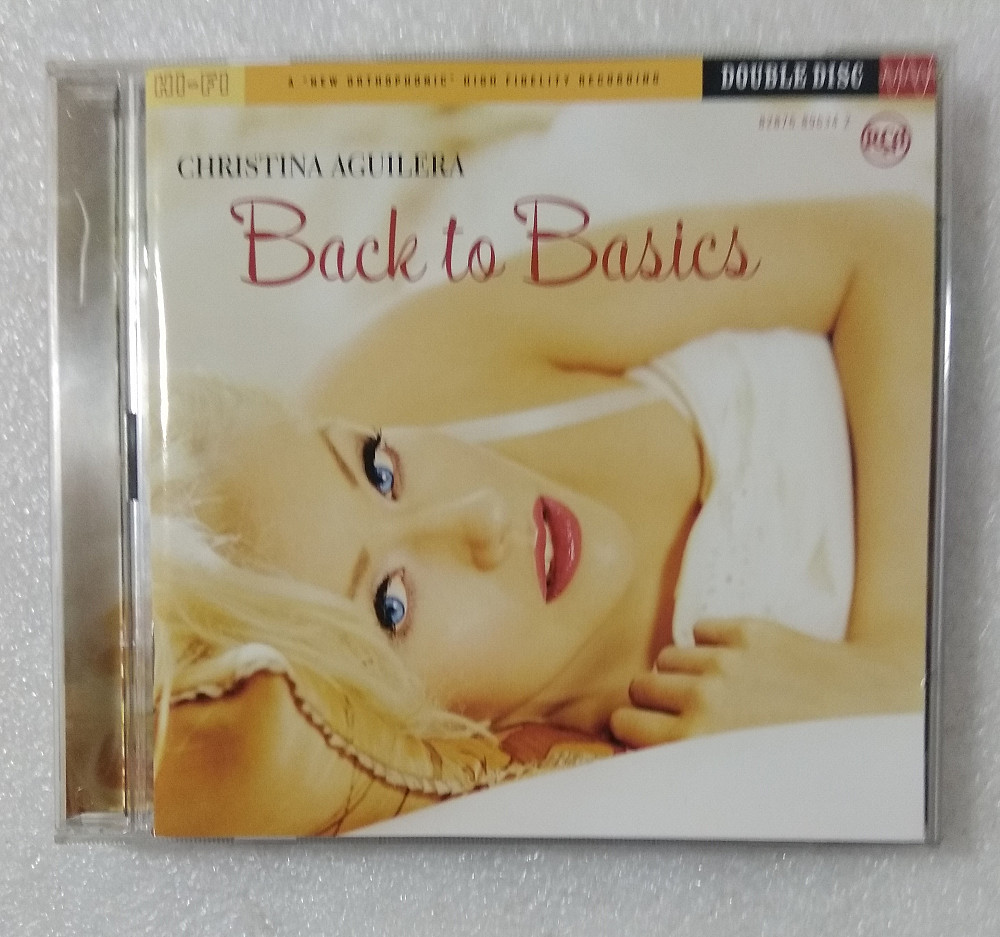 HI-FI
A "NEW ORTHOPHONIC" HIGH FIDELITY RECORDING
DOUBLE DISC
RCA
CHRISTINA AGUILERA
Back to Basics